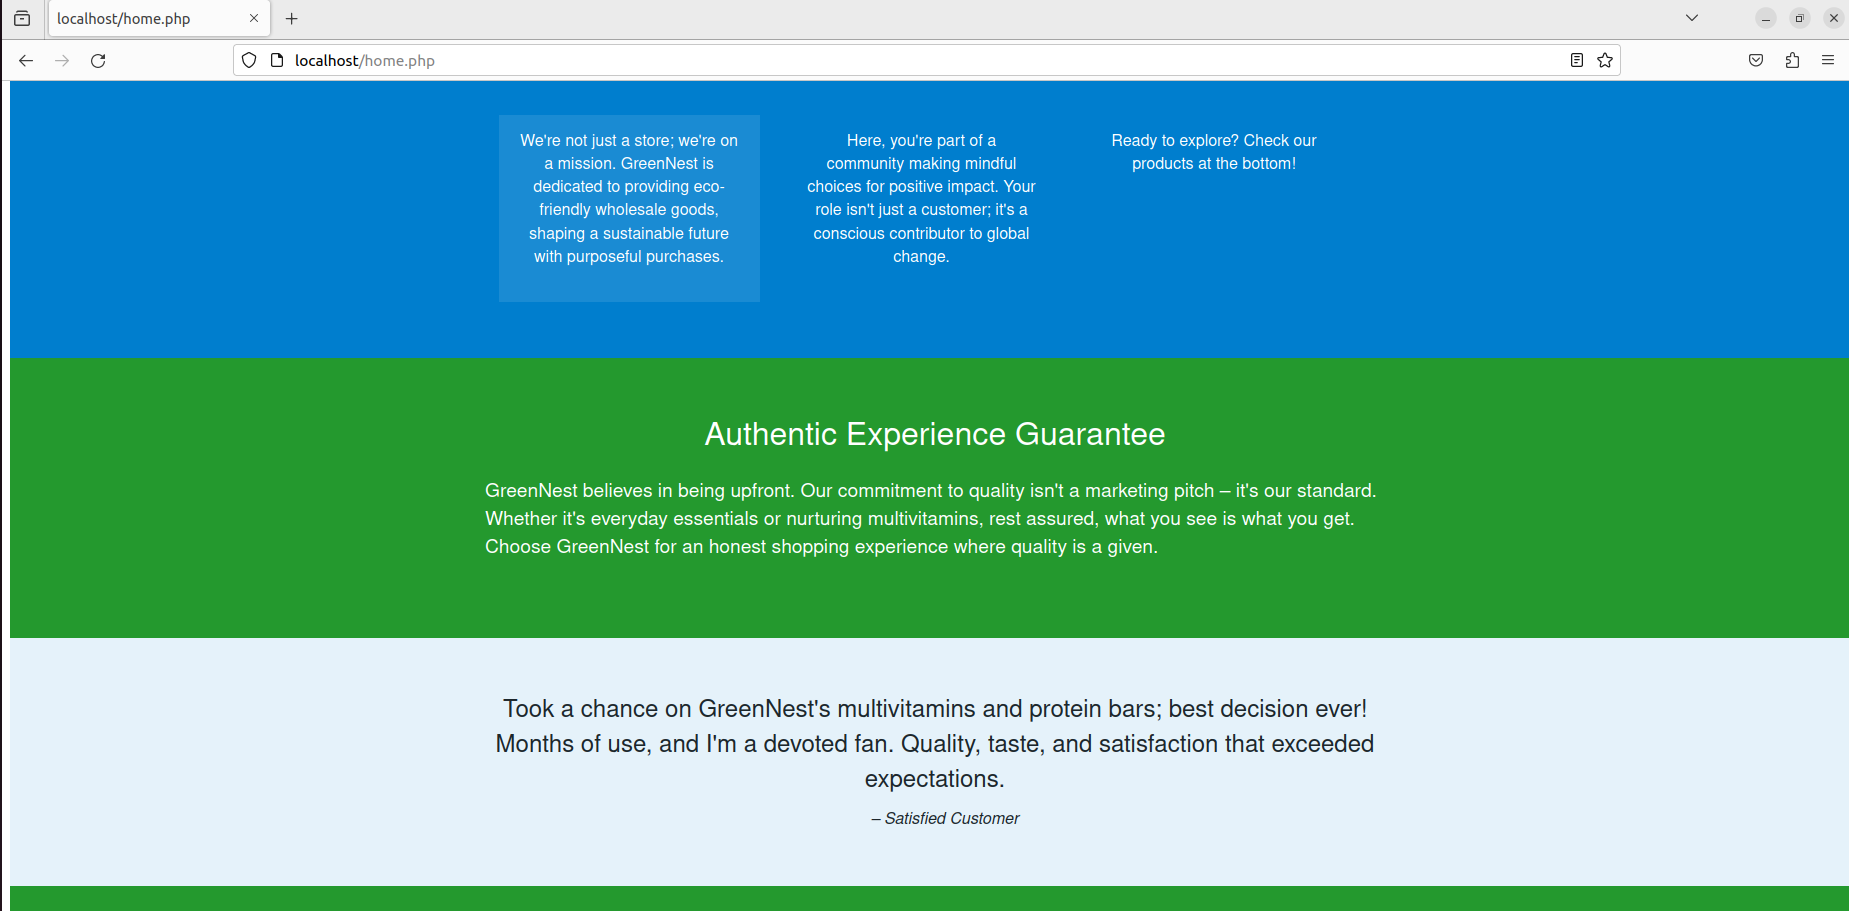 localhost/home.php
localhost/home.php
We're not just a store; we're on
a mission. GreenNest is
dedicated to providing eco-
friendly wholesale goods,
shaping a sustainable future
with purposeful purchases.
Here, you're part of a
community making mindful
choices for positive impact. Your
role isn't just a customer; it's a
conscious contributor to global
change.
Ready to explore? Check our
products at the bottom!
Authentic Experience Guarantee
GreenNest believes in being upfront. Our commitment to quality isn't a marketing pitch – it's our standard.
Whether it's everyday essentials or nurturing multivitamins, rest assured, what you see is what you get.
Choose GreenNest for an honest shopping experience where quality is a given.
Took a chance on GreenNest's multivitamins and protein bars; best decision ever!
Months of use, and I'm a devoted fan. Quality, taste, and satisfaction that exceeded
expectations.
– Satisfied Customer